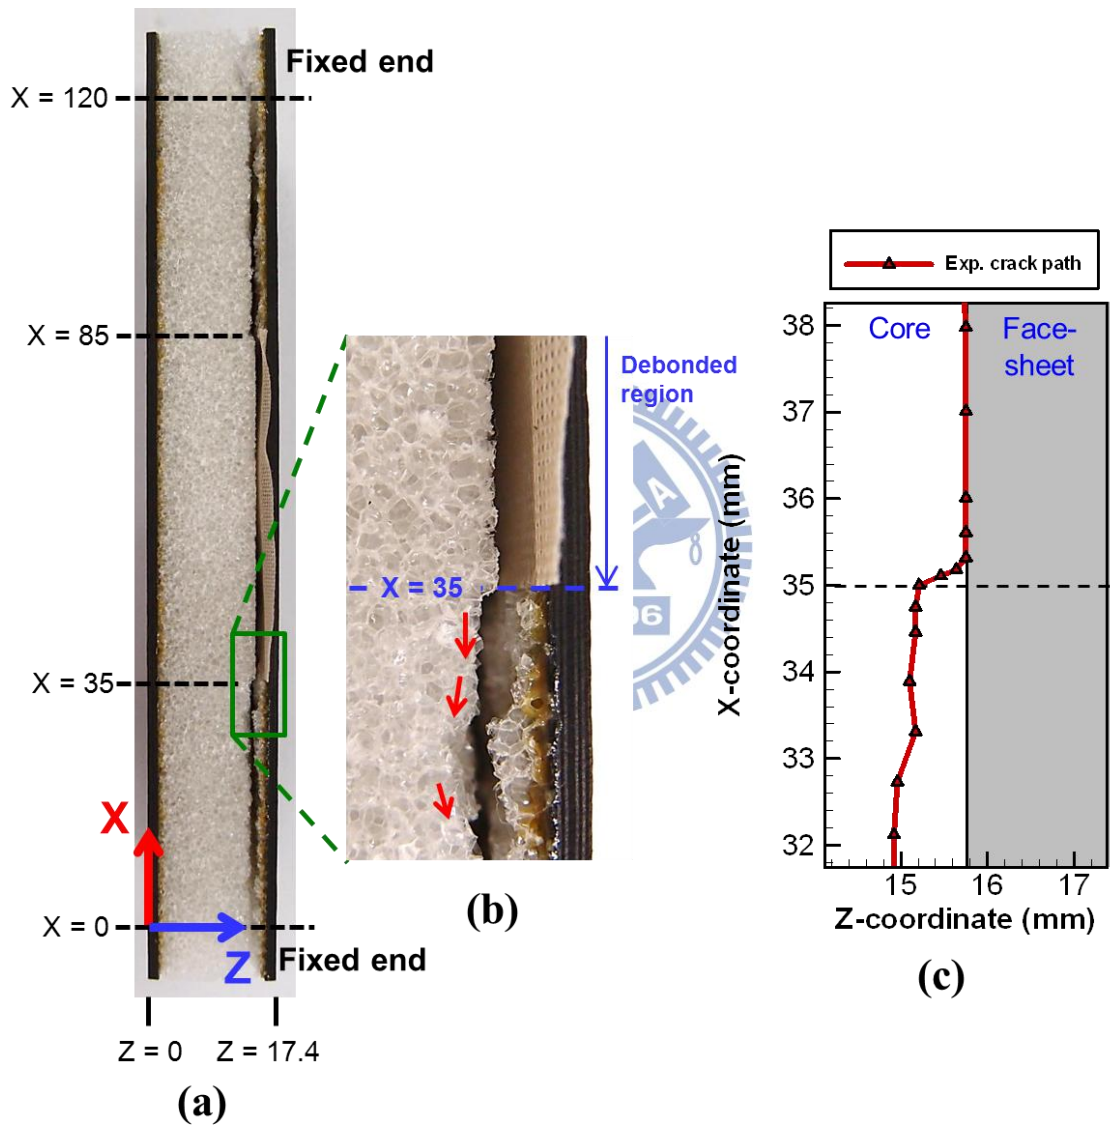 Fixed end
X = 120
X = 85
X = 35
X
X = 0
Z
Fixed end
Z = 0
Z = 17.4
(a)
Debonded
region
X = 35
(b)
A
Exp. crack path
Core
Face-
sheet
38
37
36
35
34
33
32
X-coordinate (mm)
15
16
17
Z-coordinate (mm)
(c)